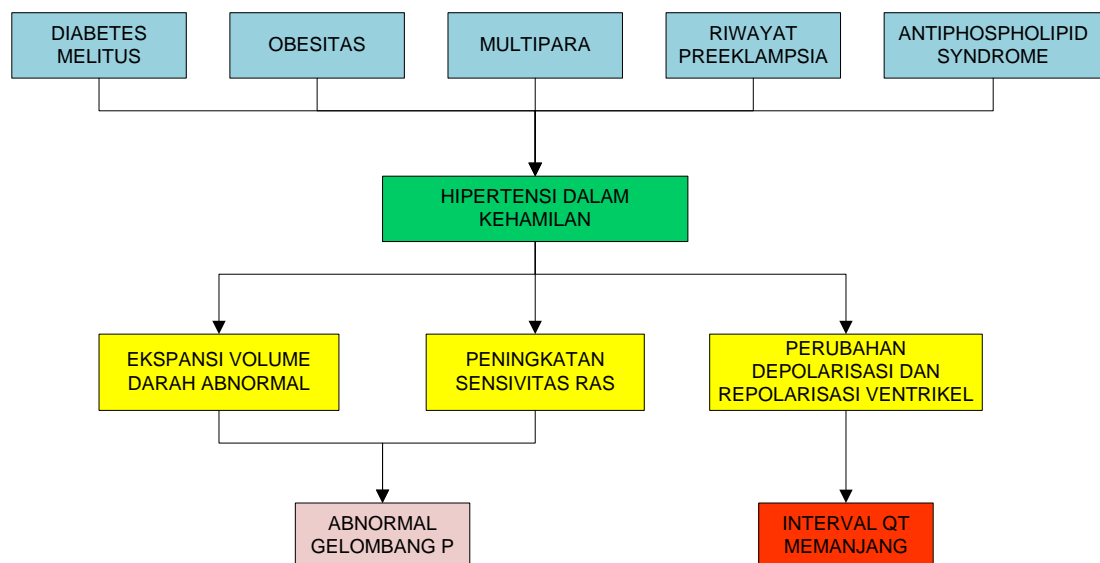 DIABETES
MELITUS
OBESITAS
MULTIPARA
RIWAYAT
PREEKLAMPSIA
ANTIPHOSPHOLIPID
SYNDROME
HIPERTENSI DALAM
KEHAMILAN
EKSPANSI VOLUME
DARAH ABNORMAL
PENINGKATAN
SENSIVITAS RAS
PERUBAHAN
DEPOLARISASI DAN
REPOLARISASI VENTRIKEL
ABNORMAL
GELOMBANG P
INTERVAL QT
MEMANJANG